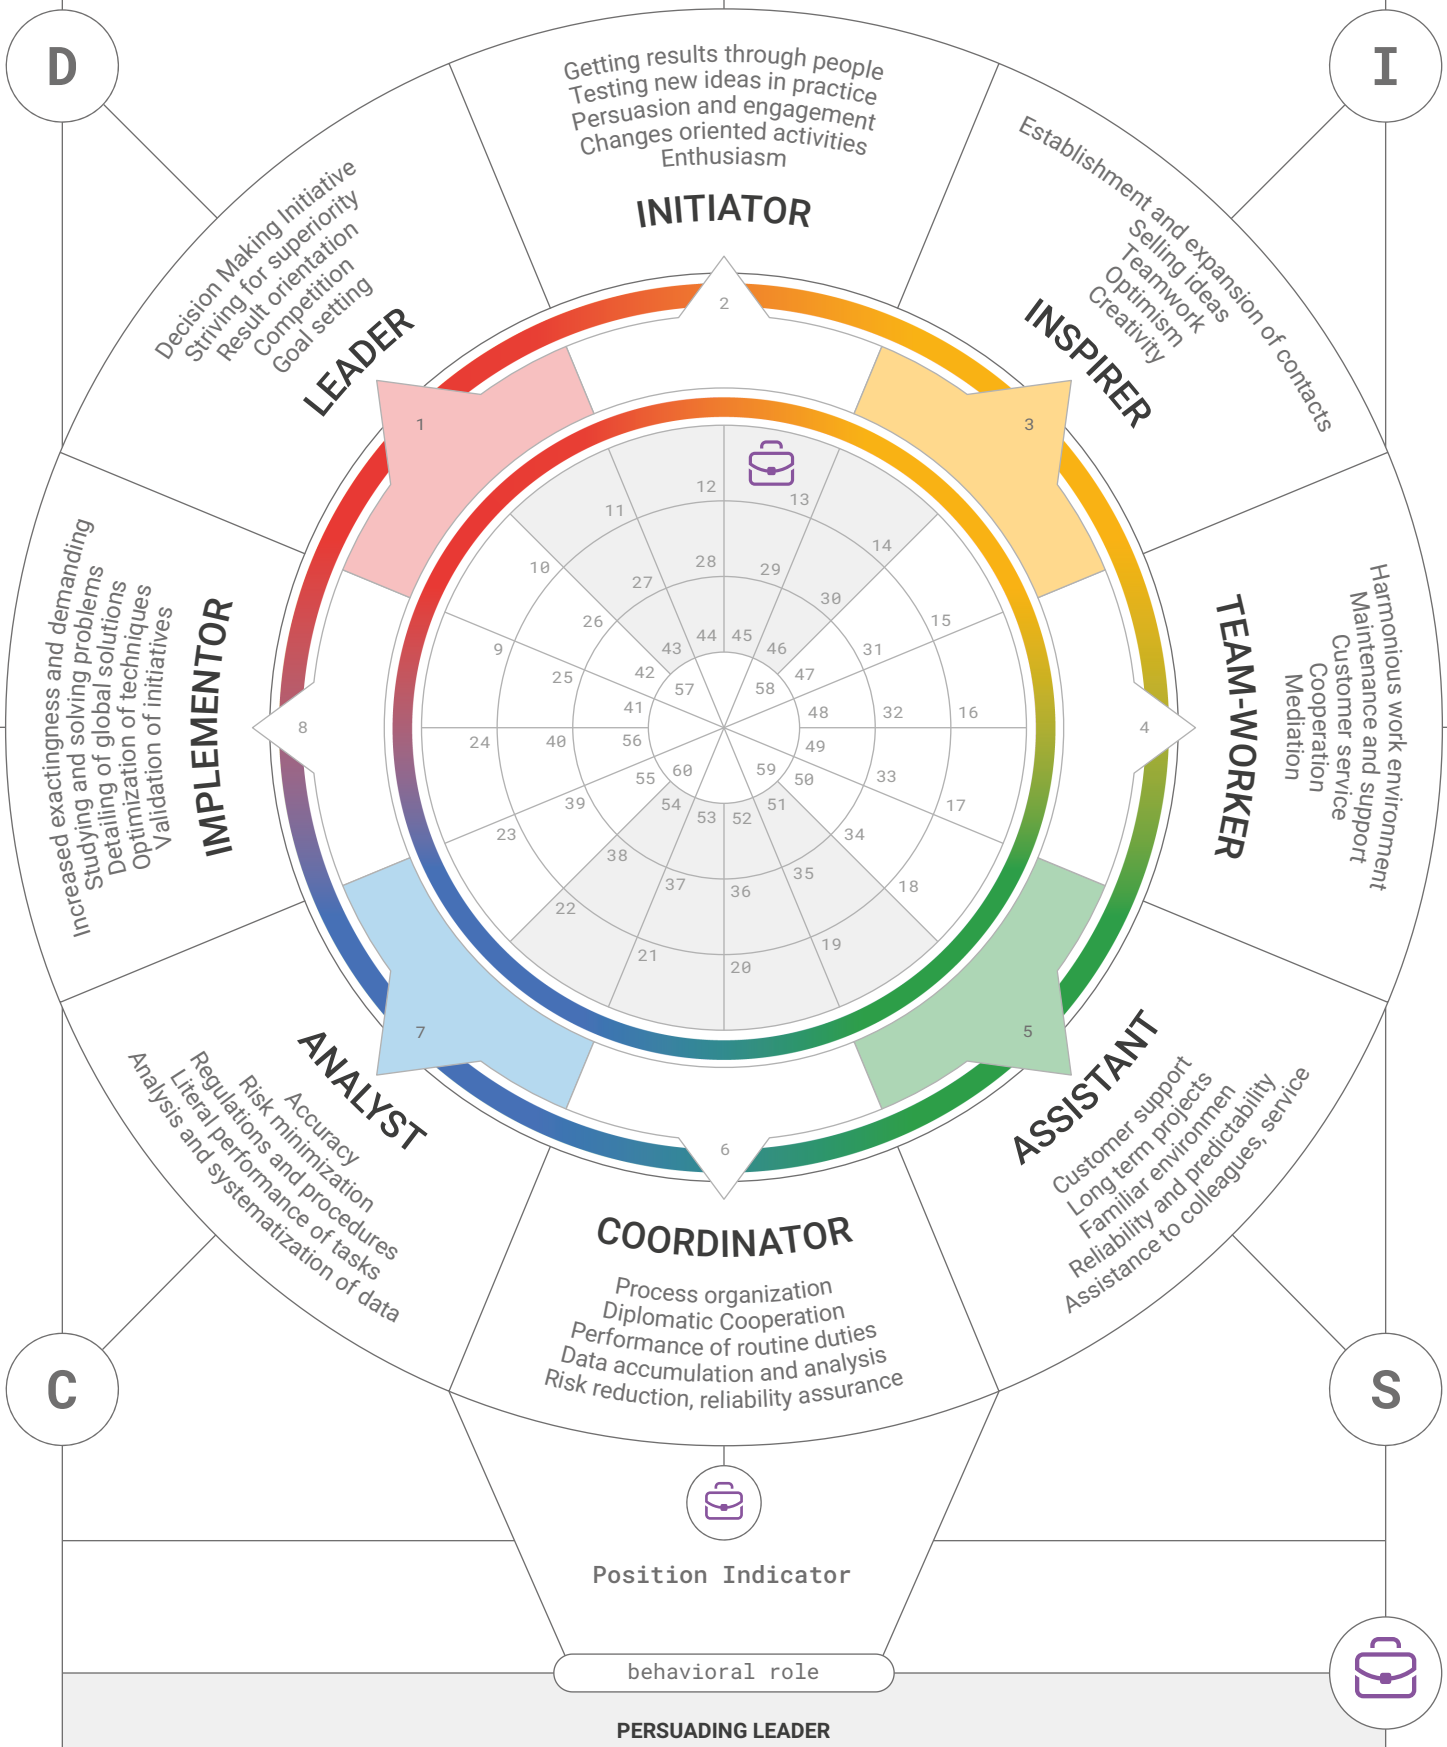 D
I
Getting results through people
Testing new ideas in practice
Persuasion and engagement
Changes oriented activities
Enthusiasm
INITIATOR
Decision Making Initiative
Striving for superiority
Result orientation
Competition
Goal setting
LEADER
Establishment and expansion of contacts
Selling ideas
Teamwork
Optimism
Creativity
INSPIRER
Increased exactingness and demanding
Studying and solving problems
Detailing of global solutions
Optimization of techniques
Validation of initiatives
IMPLEMENTOR
Harmonious work environment
Maintenance and support
Customer service
Cooperation
Mediation
TEAM-WORKER
2
1
3
12
13
11
14
10
28
29
27
30
26
15
9
43
44
45
46
31
25
42
47
57
58
41
48
32
16
8
4
24
40
56
49
60
59
55
50
33
39
54
51
17
23
53
52
34
38
37
35
36
18
22
21
19
20
7
5
6
ANALYST
Accuracy
Risk minimization
Regulations and procedures
Literal performance of tasks
Analysis and systematization of data
ASSISTANT
Customer support
Long term projects
Familiar environmen
Reliability and predictability
Assistance to colleagues, service
COORDINATOR
Process organization
Diplomatic Cooperation
Performance of routine duties
Data accumulation and analysis
Risk reduction, reliability assurance
C
S
Position Indicator
behavioral role
PERSUADING LEADER